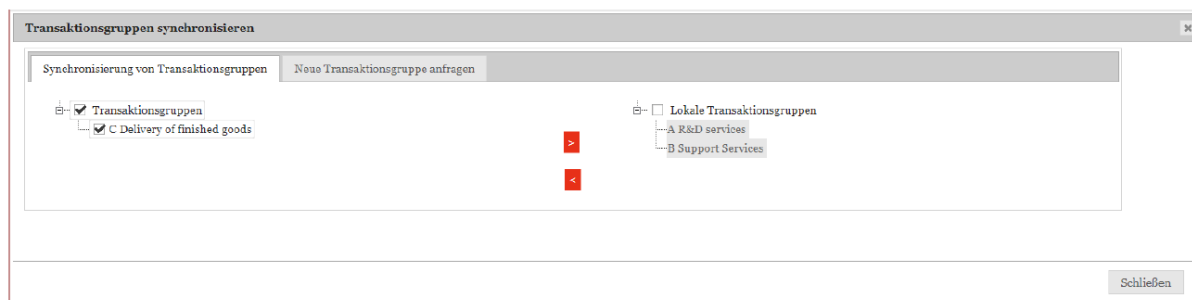 Transaktionsgruppen synchronisieren
Synchronisierung von Transaktionsgruppen
Neue Transaktionsgruppe anfragen
Transaktionsgruppen
C Delivery of finished goods
>
<
Lokale Transaktionsgruppen
A R&D services
B Support Services
Schließen